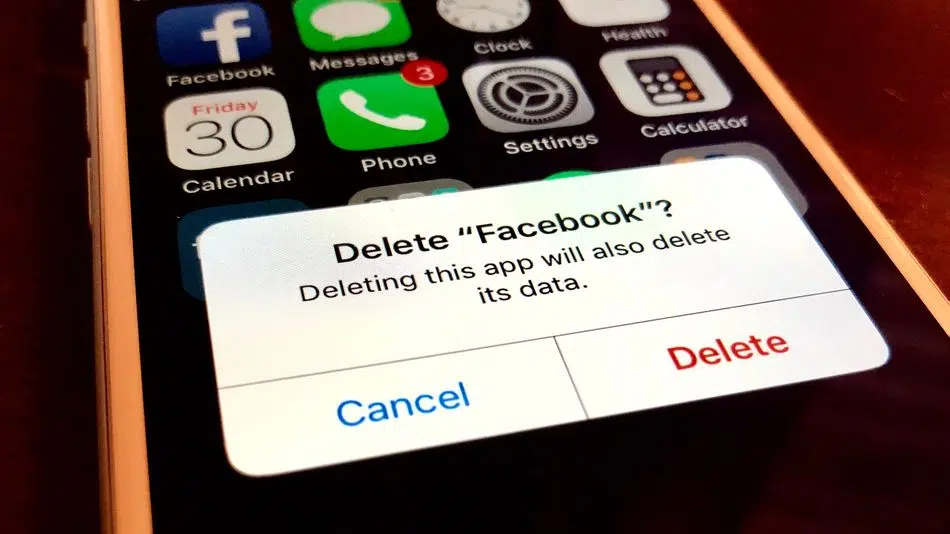 Facebook
Messages
Clock
Health
Friday
30
Calendar
3
Phone
Settings
Calculator
Delete “Facebook”?
Deleting this app will also delete
its data.
Cancel
Delete